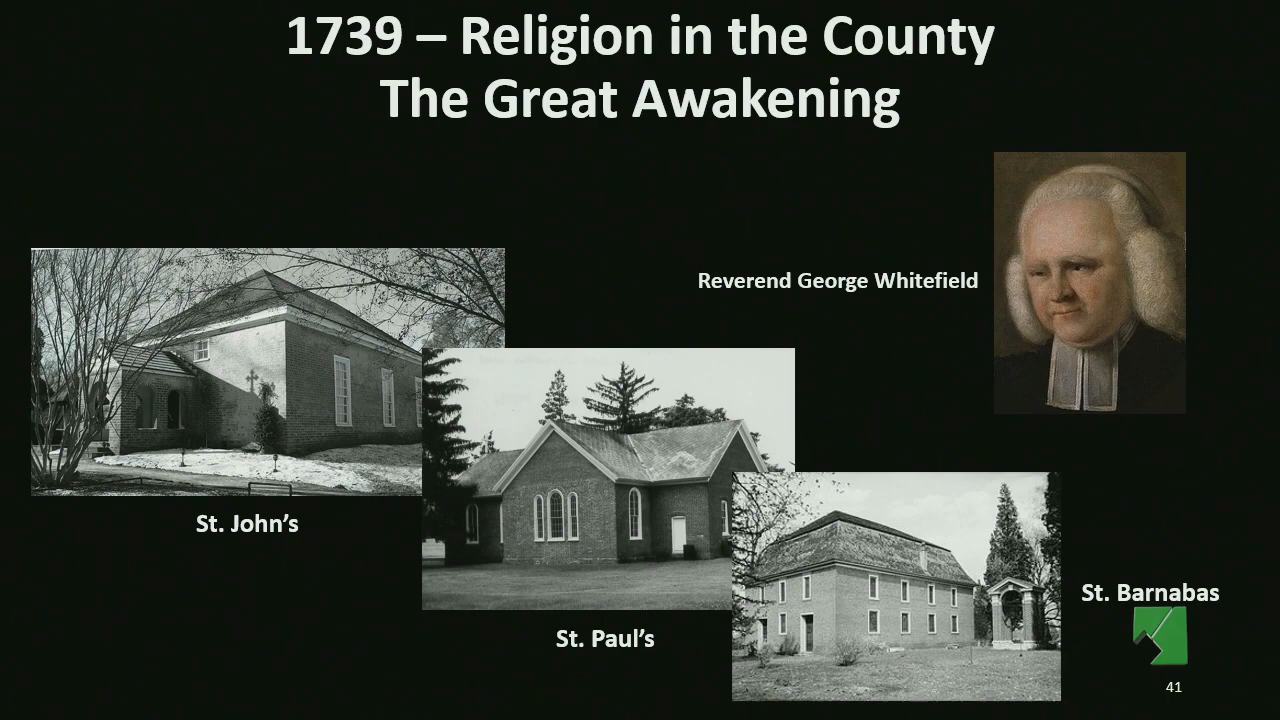 1739 – Religion in the County
The Great Awakening
Reverend George Whitefield
St. John’s
St. Paul’s
St. Barnabas
41